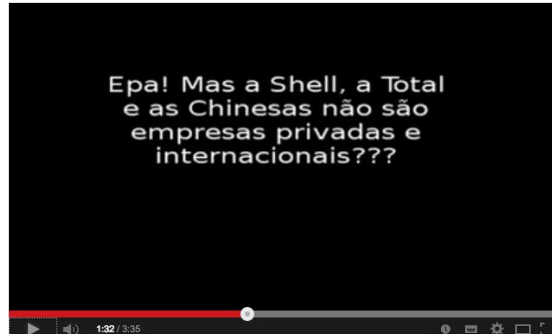 Epa! Mas a Shell, a Total
e as Chinesas não são
empresas privadas e
internacionais???
1:32 / 3:35